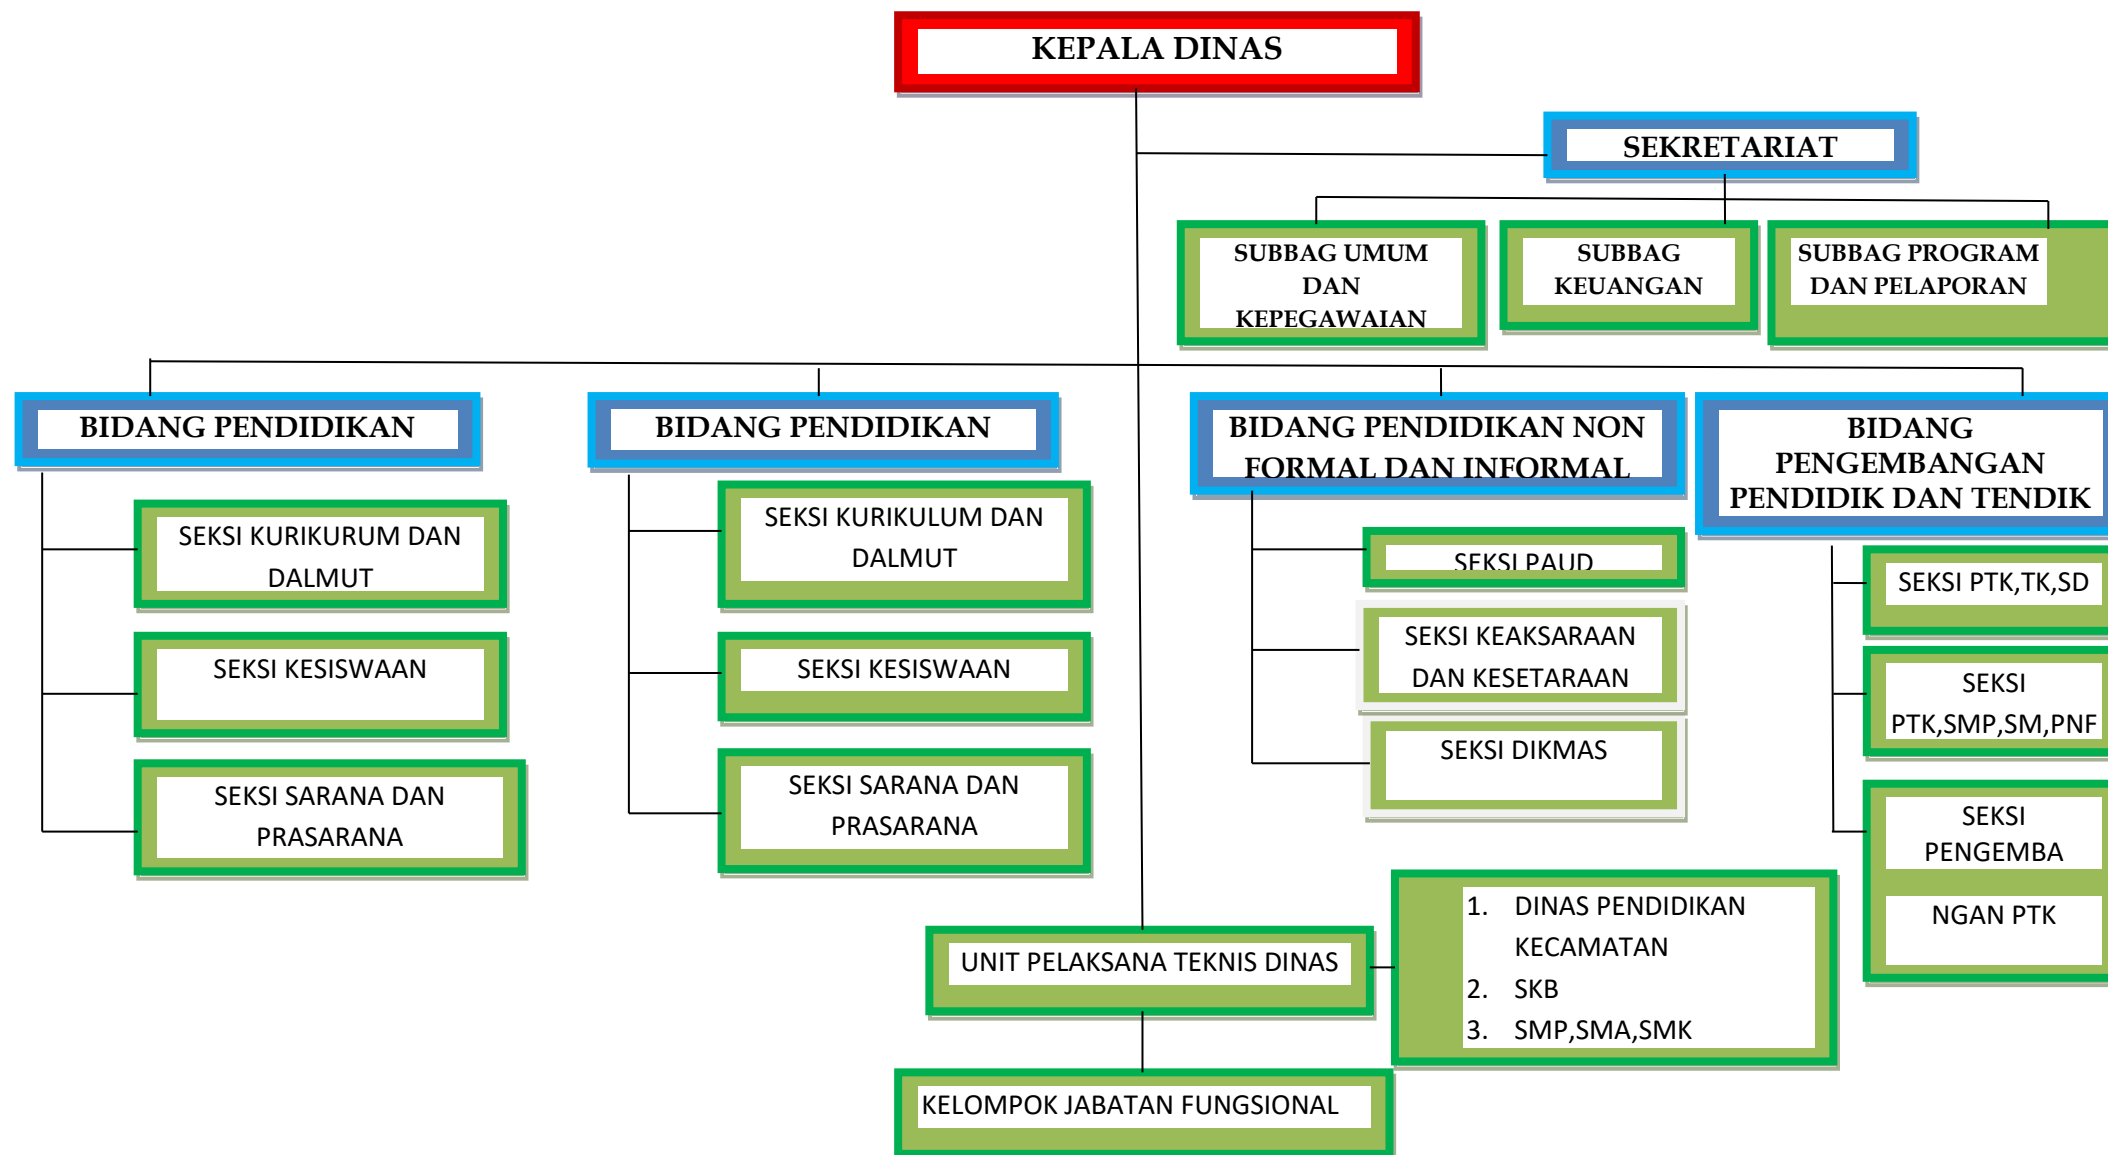 KEPALA DINAS
SEKRETARIAT
SUBBAG UMUM
DAN
KEPEGAWAIAN
SUBBAG
KEUANGAN
SUBBAG PROGRAM
DAN PELAPORAN
BIDANG PENDIDIKAN
SEKSI KURIKURUM DAN
DALMUT
SEKSI KESISWAAN
SEKSI SARANA DAN
PRASARANA
BIDANG PENDIDIKAN
SEKSI KURIKULUM DAN
DALMUT
SEKSI KESISWAAN
SEKSI SARANA DAN
PRASARANA
BIDANG PENDIDIKAN NON
FORMAL DAN INFORMAL
SEKSI PAUD
SEKSI KEAKSARAAN
DAN KESETARAAN
SEKSI DIKMAS
BIDANG
PENGEMBANGAN
PENDIDIK DAN TENDIK
SEKSI PTK,TK,SD
SEKSI
PTK,SMP,SM,PNF
SEKSI
PENGEMBA
NGAN PTK
UNIT PELAKSANA TEKNIS DINAS
1. DINAS PENDIDIKAN
KECAMATAN
2. SKB
3. SMP,SMA,SMK
KELOMPOK JABATAN FUNGSIONAL